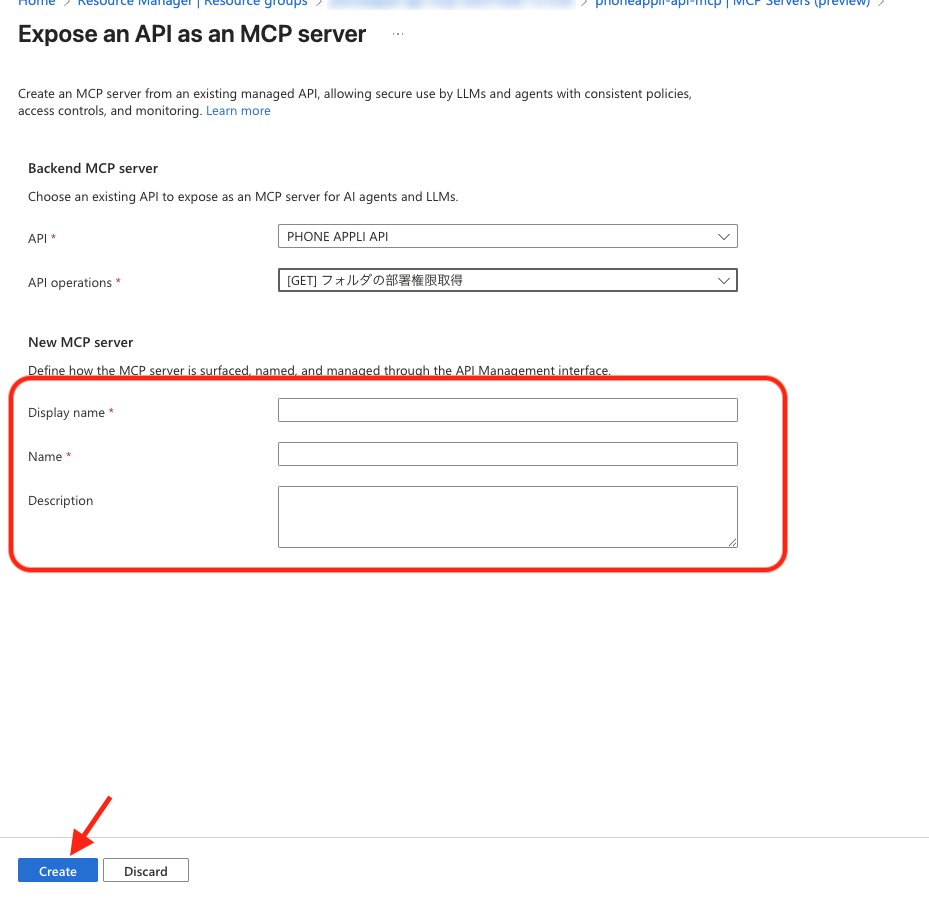 Home > Resource Manager | Resource groups > > phoneappli-api-mcp | MCP Servers (preview) >
Expose an API as an MCP server ...
Create an MCP server from an existing managed API, allowing secure use by LLMs and agents with consistent policies,
access controls, and monitoring. Learn more
Backend MCP server
Choose an existing API to expose as an MCP server for AI agents and LLMs.
API * PHONE APPLI API
API operations * [GET] フォルダの部署権限取得
New MCP server
Define how the MCP server is surfaced, named, and managed through the API Management interface.
Display name *
Name *
Description
Create Discard